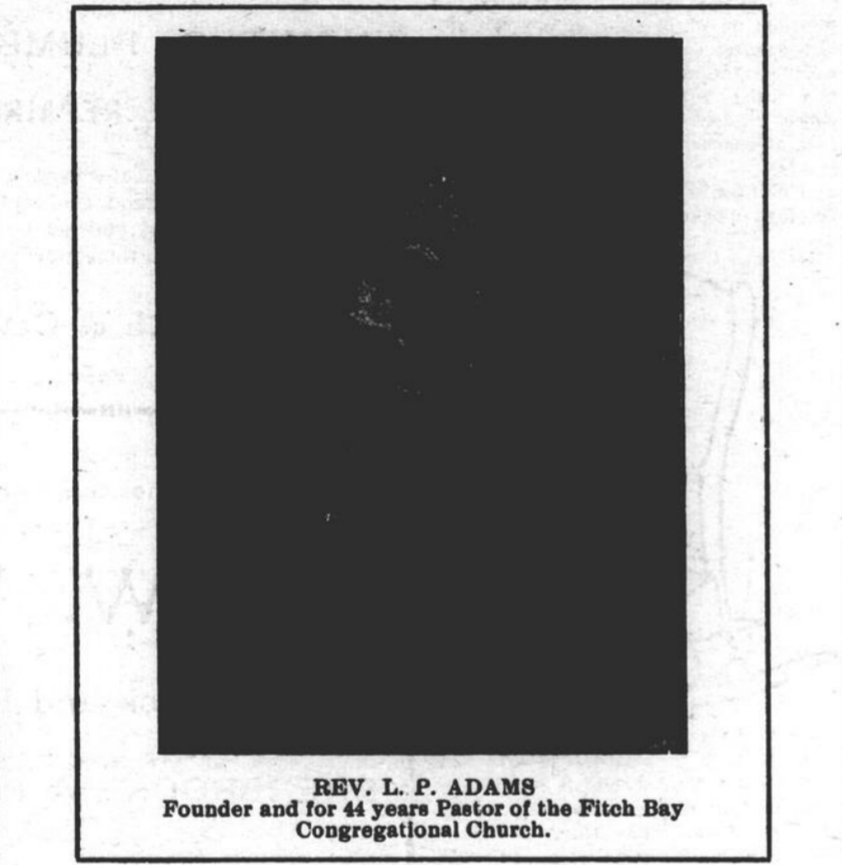 REV. L. P. ADAMS
Founder and for 44 years Pastor of the Fitch Bay
Congregational Church.